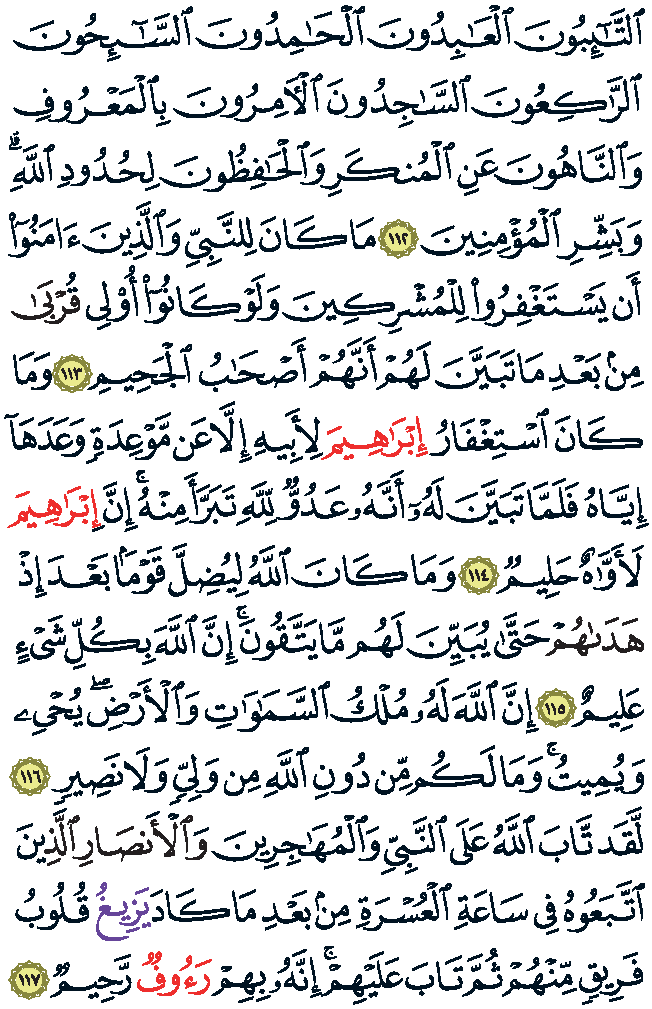 ٱلتَّـٰٓئِبُونَ ٱلْعَـٰبِدُونَ ٱلْحَـٰمِدُونَ ٱلسَّـٰٓئِحُونَ
ٱلرَّٰكِعُونَ ٱلسَّـٰجِدُونَ ٱلْـَٔامِرُونَ بِٱلْمَعْرُوفِ
وَٱلنَّاهُونَ عَنِ ٱلْمُنكَرِ وَٱلْحَـٰفِظُونَ لِحُدُودِ ٱللَّهِۗ
وَبَشِّرِ ٱلْمُؤْمِنِينَ ١١٢ مَا كَانَ لِلنَّبِىِّ وَٱلَّذِينَ ءَامَنُوٓا۟
أَن يَسْتَغْفِرُوا۟ لِلْمُشْرِكِينَ وَلَوْ كَانُوٓا۟ أُو۟لِى قُرْبَىٰ
مِنۢ بَعْدِ مَا تَبَيَّنَ لَهُمْ أَنَّهُمْ أَصْحَـٰبُ ٱلْجَحِيمِ ١١٣ وَمَا
كَانَ ٱسْتِغْفَارُ إِبْرَٰهِيمَ لِأَبِيهِ إِلَّا عَن مَّوْعِدَةٍ وَعَدَهَآ
إِيَّاهُ فَلَمَّا تَبَيَّنَ لَهُۥٓ أَنَّهُۥ عَدُوٌّ لِّلَّهِ تَبَرَّأَ مِنْهُۚ إِنَّ إِبْرَٰهِيمَ
لَأَوَّٰهٌ حَلِيمٌ ١١٤ وَمَا كَانَ ٱللَّهُ لِيُضِلَّ قَوْمًۢا بَعْدَ إِذْ
هَدَىٰهُمْ حَتَّىٰ يُبَيِّنَ لَهُم مَّا يَتَّقُونَۚ إِنَّ ٱللَّهَ بِكُلِّ شَىْءٍ
عَلِيمٌ ١١٥ إِنَّ ٱللَّهَ لَهُۥ مُلْكُ ٱلسَّمَـٰوَٰتِ وَٱلْأَرْضِۖ يُحْىِۦ
وَيُمِيتُۚ وَمَا لَكُم مِّن دُونِ ٱللَّهِ مِن وَلِىٍّ وَلَا نَصِيرٍ ١١٦
لَّقَد تَّابَ ٱللَّهُ عَلَى ٱلنَّبِىِّ وَٱلْمُهَـٰجِرِينَ وَٱلْأَنصَارِ ٱلَّذِينَ
ٱتَّبَعُوهُ فِى سَاعَةِ ٱلْعُسْرَةِ مِنۢ بَعْدِ مَا كَادَ يَزِيغُ قُلُوبُ
فَرِيقٍ مِّنْهُمْ ثُمَّ تَابَ عَلَيْهِمْۚ إِنَّهُۥ بِهِمْ رَءُوفٌ رَّحِيمٌ ١١٧